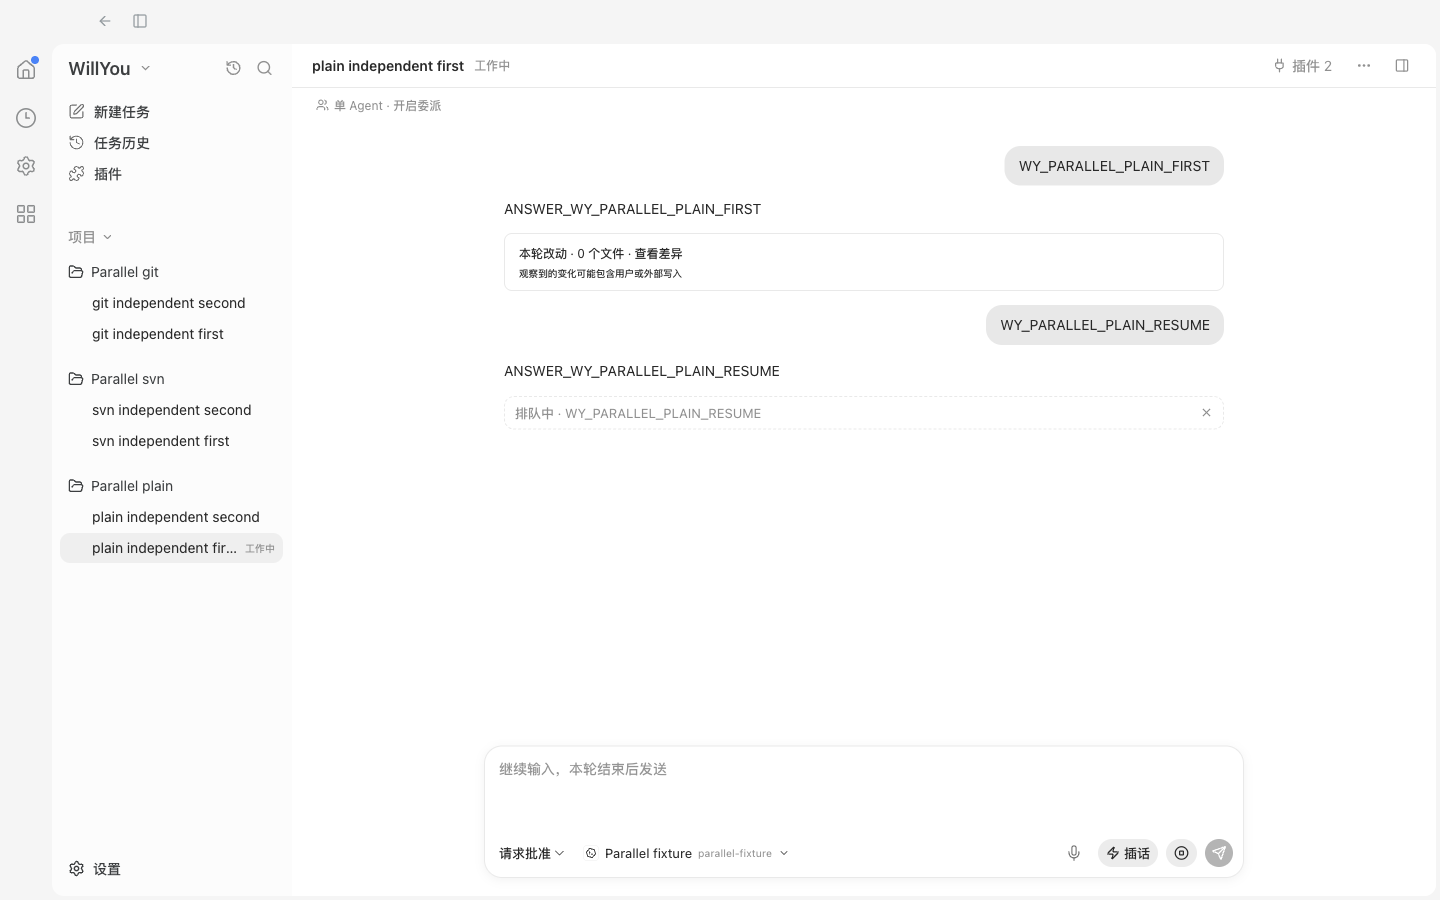 WillYou
新建任务
任务历史
插件
项目
Parallel git
git independent second
git independent first
Parallel svn
svn independent second
svn independent first
Parallel plain
plain independent second
plain independent fir... 工作中
设置
plain independent first 工作中
插件 2
单 Agent · 开启委派
WY_PARALLEL_PLAIN_FIRST
ANSWER_WY_PARALLEL_PLAIN_FIRST
本轮改动 · 0 个文件 · 查看差异
观察到的变化可能包含用户或外部写入
WY_PARALLEL_PLAIN_RESUME
ANSWER_WY_PARALLEL_PLAIN_RESUME
排队中 · WY_PARALLEL_PLAIN_RESUME
继续输入，本轮结束后发送
请求批准 Parallel fixture parallel-fixture 插话